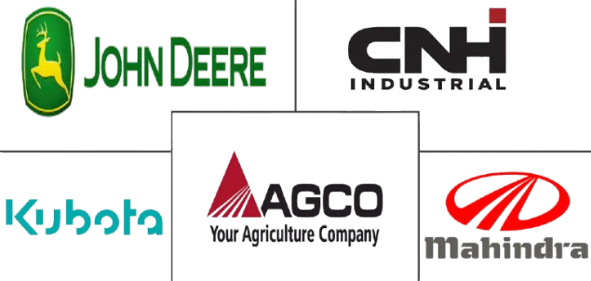 JOHN DEERE
CNH
INDUSTRIAL
Kubota
AGCO
Your Agriculture Company
Mahindra